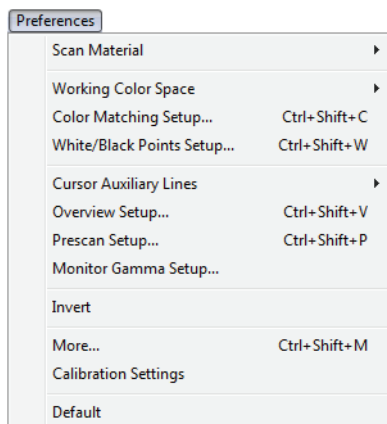 Preferences
Scan Material
Working Color Space
Color Matching Setup... Ctrl+Shift+C
White/Black Points Setup... Ctrl+Shift+W
Cursor Auxiliary Lines
Overview Setup... Ctrl+Shift+V
Prescan Setup... Ctrl+Shift+P
Monitor Gamma Setup...
Invert
More... Ctrl+Shift+M
Calibration Settings
Default